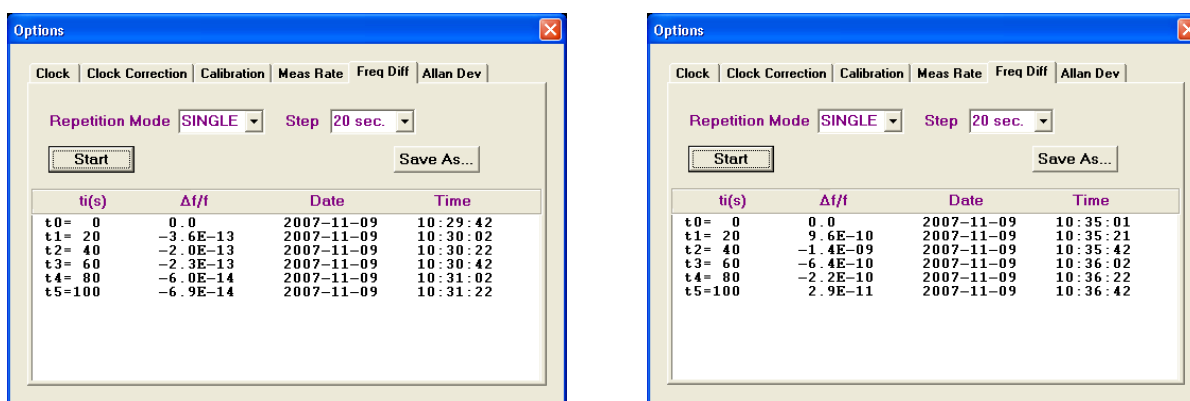 Options
Clock Clock Correction Calibration Meas Rate Freq Diff Allan Dev
Repetition Mode SINGLE Step 20 sec.
Start Save As...
ti(s) Δf/f Date Time
t0= 0 0.0 2007-11-09 10:29:42
t1= 20 -3.6E-13 2007-11-09 10:30:02
t2= 40 -2.0E-13 2007-11-09 10:30:22
t3= 60 -2.3E-13 2007-11-09 10:30:42
t4= 80 -6.0E-14 2007-11-09 10:31:02
t5=100 -6.9E-14 2007-11-09 10:31:22
Options
Clock Clock Correction Calibration Meas Rate Freq Diff Allan Dev
Repetition Mode SINGLE Step 20 sec.
Start Save As...
ti(s) Δf/f Date Time
t0= 0 0.0 2007-11-09 10:35:01
t1= 20 9.6E-10 2007-11-09 10:35:21
t2= 40 -1.4E-09 2007-11-09 10:35:42
t3= 60 -6.4E-10 2007-11-09 10:36:02
t4= 80 -2.2E-10 2007-11-09 10:36:22
t5=100 2.9E-11 2007-11-09 10:36:42